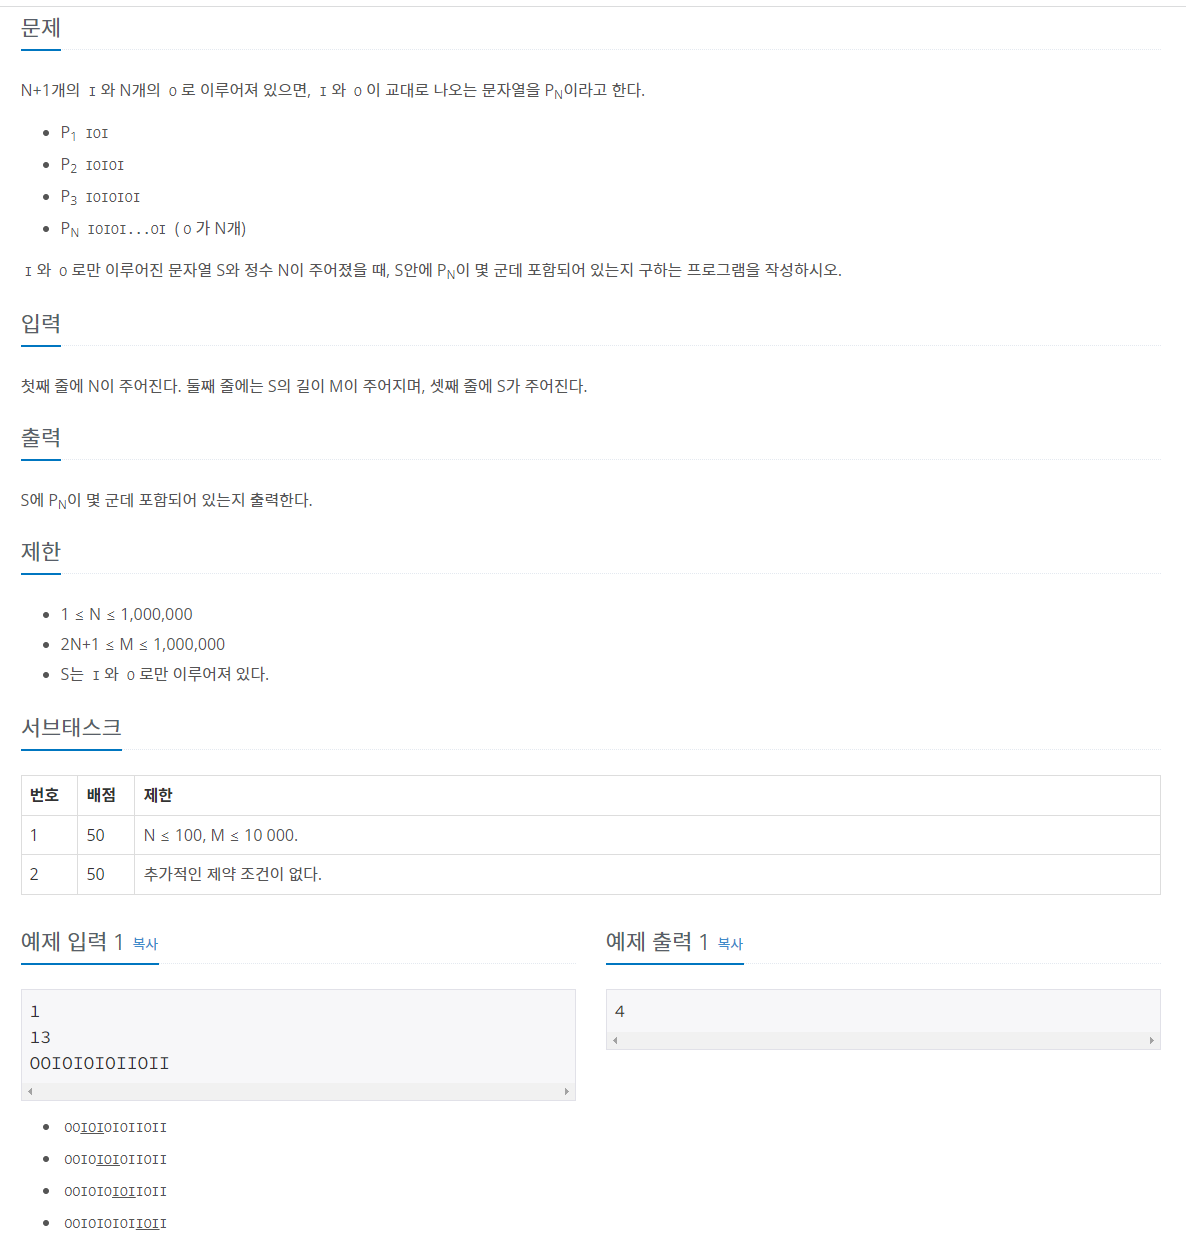 문제
N+1개의 I 와 N개의 O 로 이루어져 있으면, I 와 O 이 교대로 나오는 문자열을 PN이라고 한다.
P1 IOI
P2 IOIOI
P3 IOIOIOI
PN IOIOI...OI ( O 가 N개)
I 와 O 로만 이루어진 문자열 S와 정수 N이 주어졌을 때, S안에 PN이 몇 군데 포함되어 있는지 구하는 프로그램을 작성하시오.
입력
첫째 줄에 N이 주어진다. 둘째 줄에는 S의 길이 M이 주어지며, 셋째 줄에 S가 주어진다.
출력
S에 PN이 몇 군데 포함되어 있는지 출력한다.
제한
1 ≤ N ≤ 1,000,000
2N+1 ≤ M ≤ 1,000,000
S는 I 와 O 로만 이루어져 있다.
서브태스크
번호 배점 제한
1 50 N ≤ 100, M ≤ 10 000.
2 50 추가적인 제약 조건이 없다.
예제 입력 1 복사
1
13
OOIOIOIOIIOII
예제 출력 1 복사
4
OOIOIOIOIIOII
OOIOIOIOIIOII
OOIOIOIOIIOII
OOIOIOIOIIOII